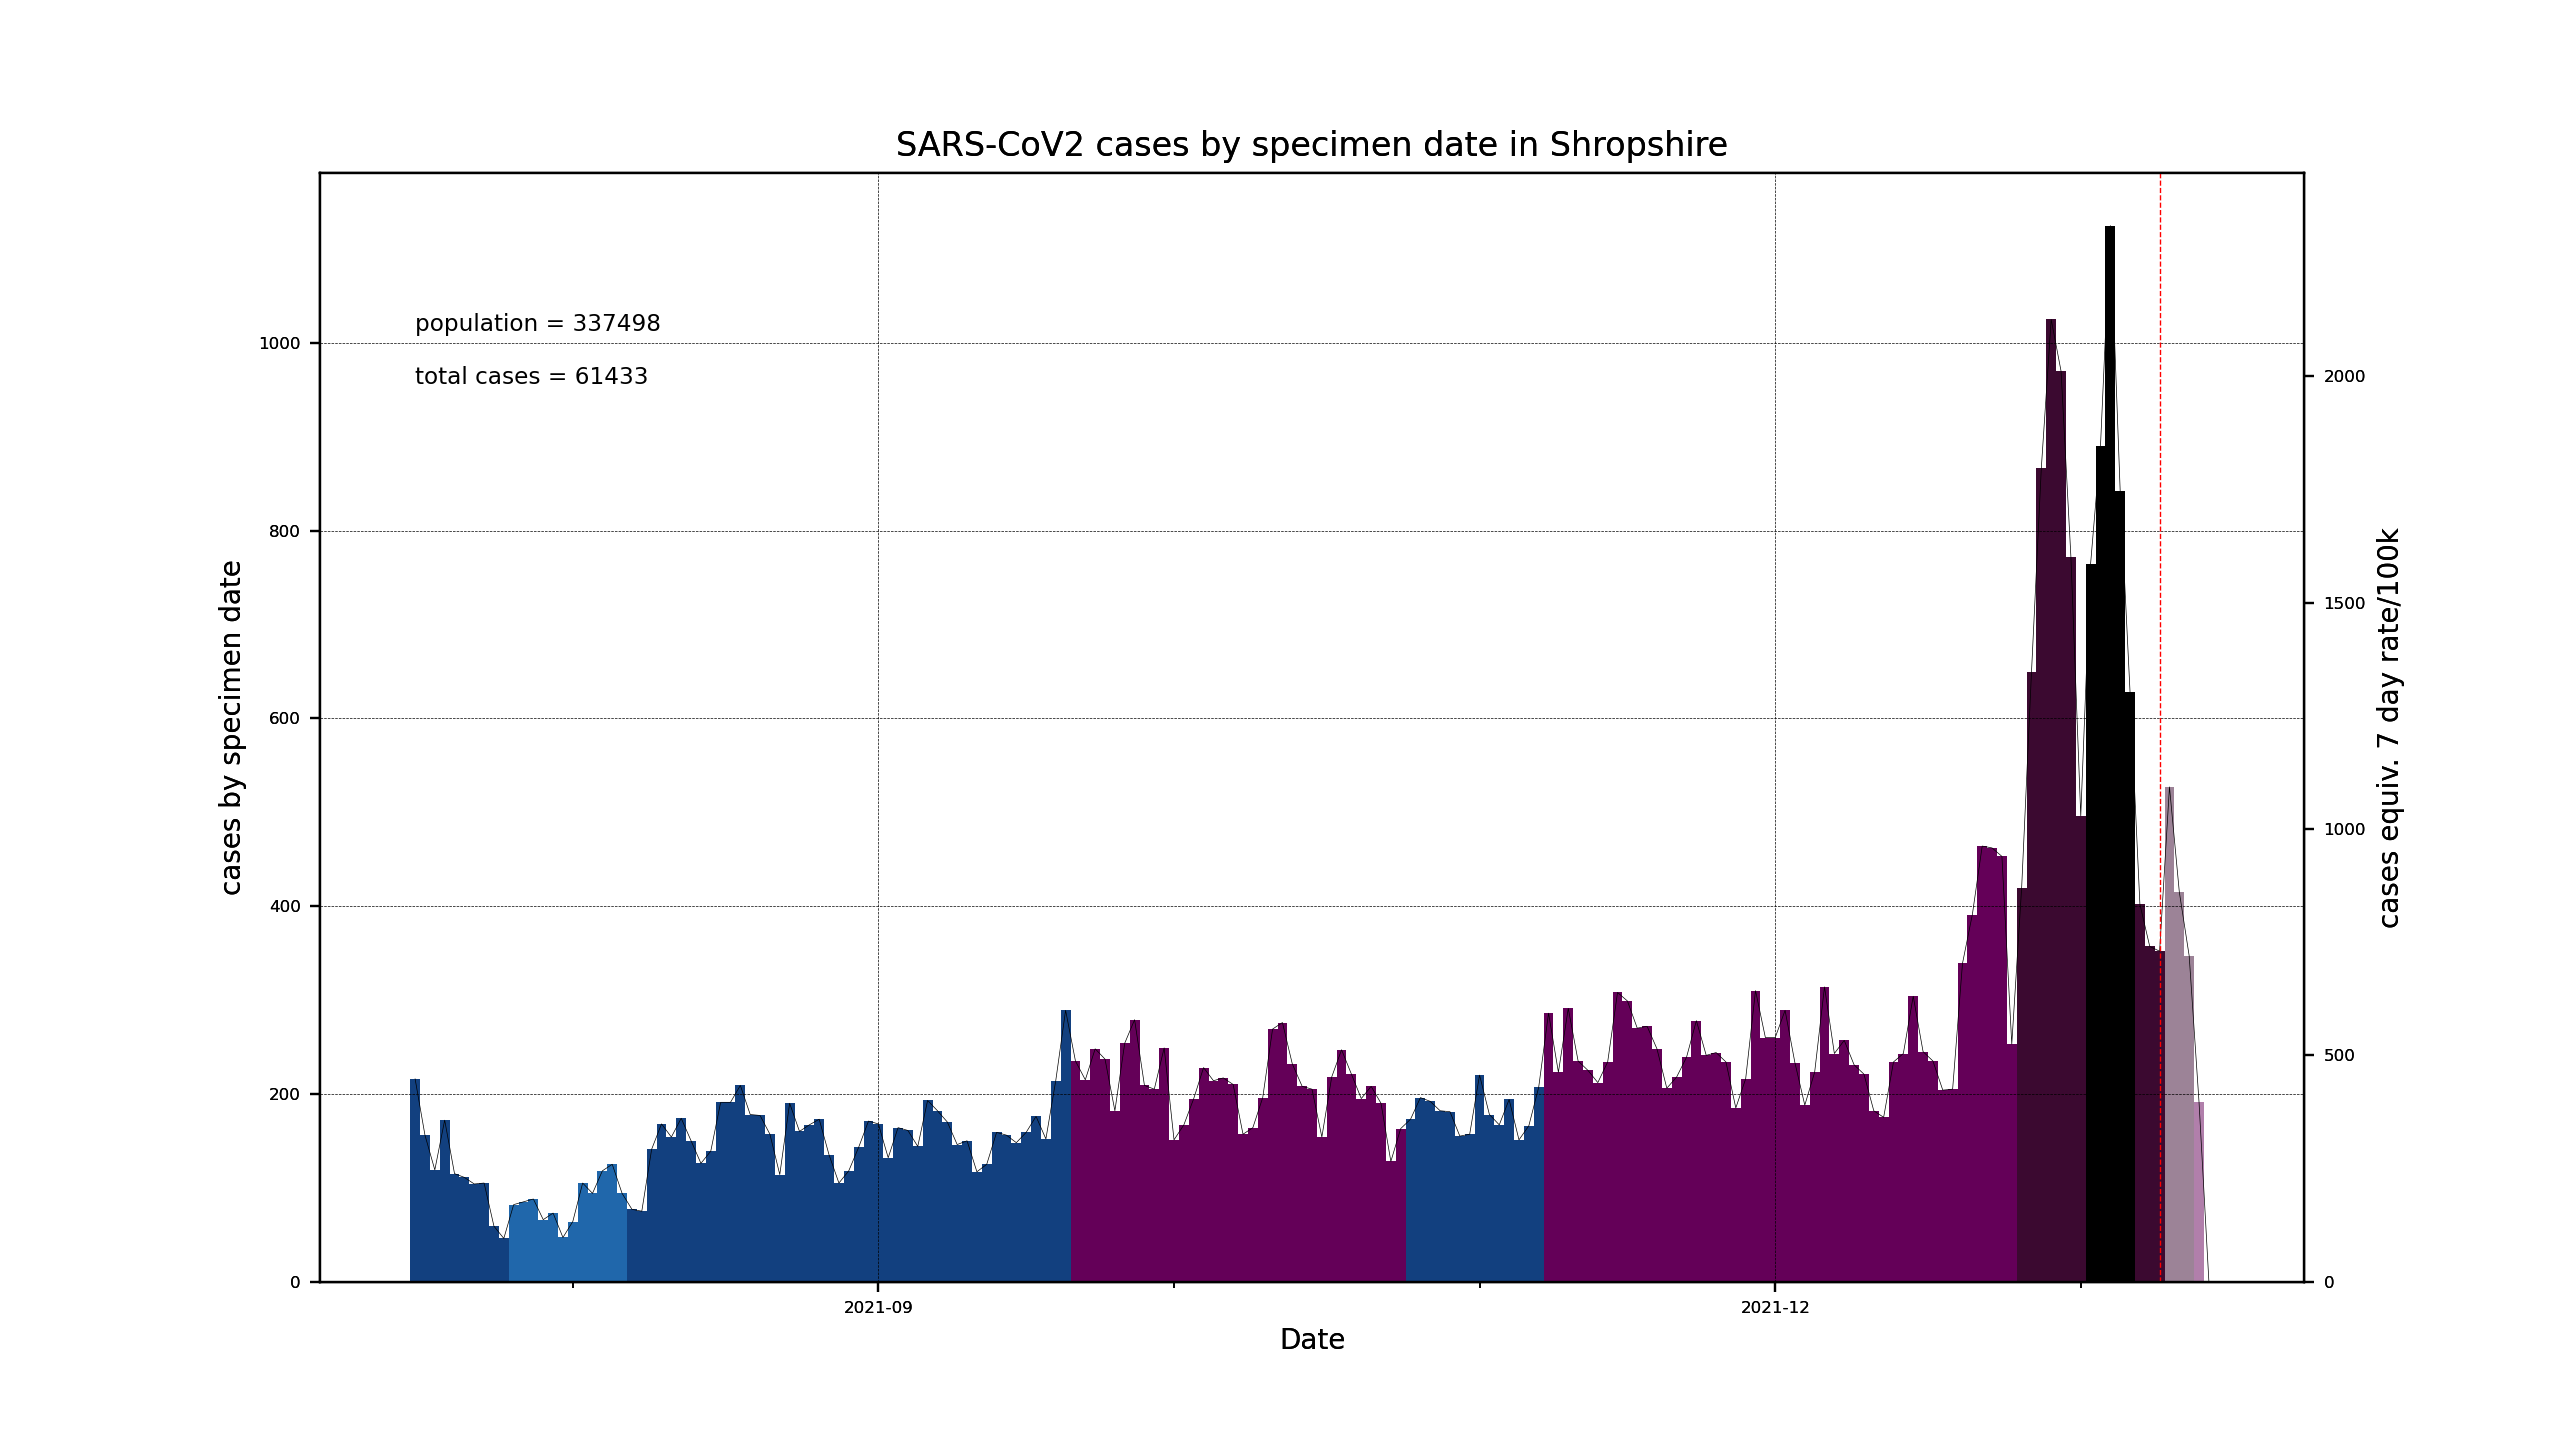 SARS-CoV2 cases by specimen date in Shropshire
population = 337498
total cases = 61433
cases by specimen date
1000
800
600
400
200
0
2000
1500
1000
500
0
cases equiv. 7 day rate/100k
2021-09
2021-12
Date